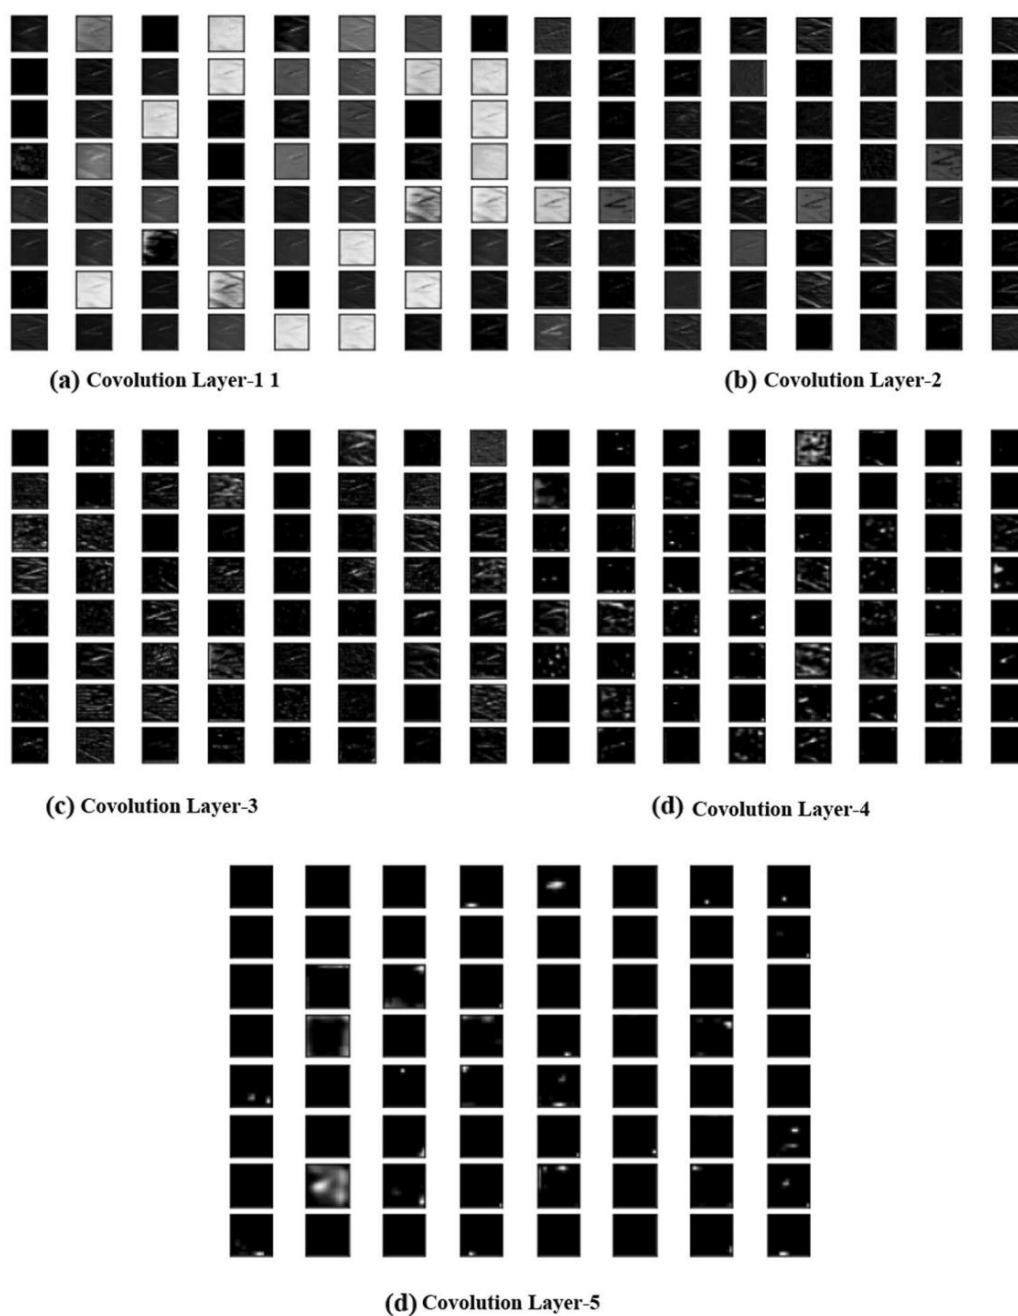 (a) Covolution Layer-1 1
(b) Covolution Layer-2
(c) Covolution Layer-3
(d) Covolution Layer-4
(d) Covolution Layer-5